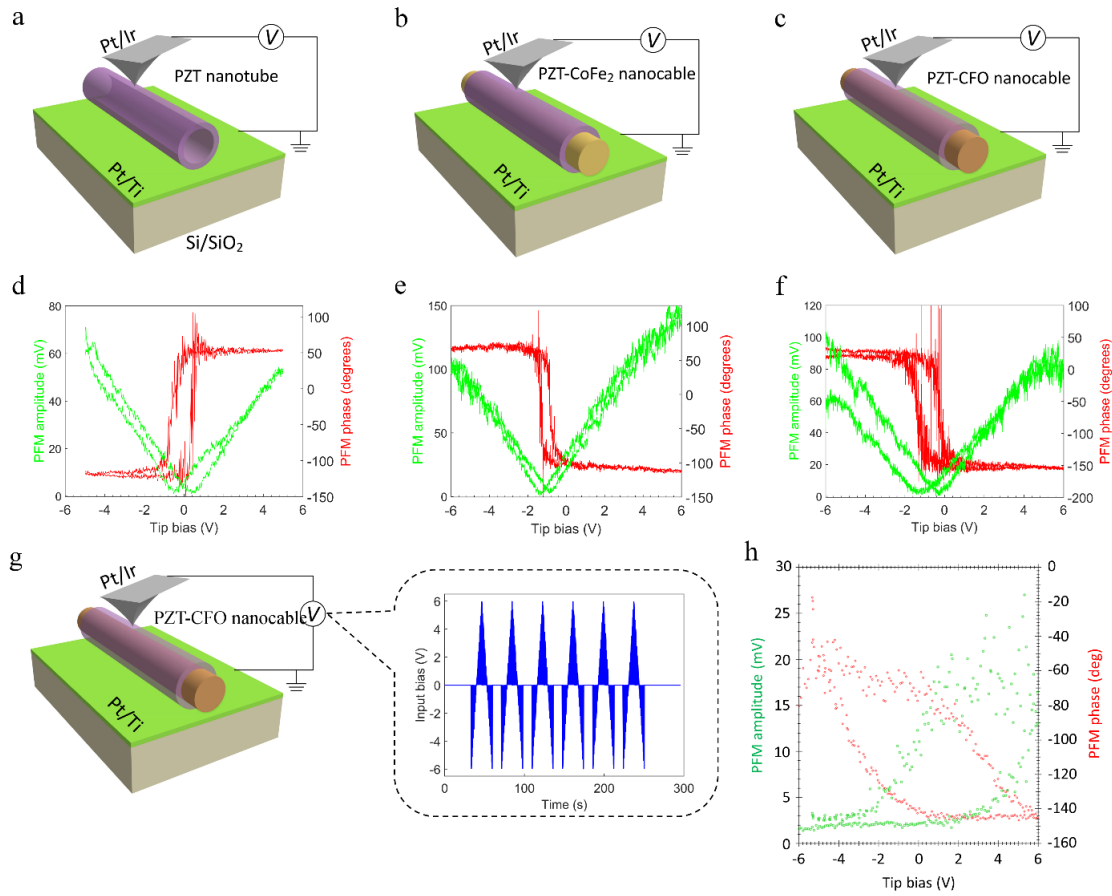 a
Pt/Ir
V
PZT nanotube
Pt/Ti
Si/SiO2
b
Pt/Ir
V
PZT-CoFe2 nanocable
Pt/Ti
c
Pt/Ir
V
PZT-CFO nanocable
Pt/Ti
d
80
60
40
20
0
PFM amplitude (mV)
100
50
0
-50
-100
-150
PFM phase (degrees)
-6 -4 -2 0 2 4 6
Tip bias (V)
e
150
100
50
0
PFM amplitude (mV)
100
50
0
-50
-100
-150
PFM phase (degrees)
-6 -4 -2 0 2 4 6
Tip bias (V)
f
120
100
80
60
40
20
0
PFM amplitude (mV)
100
50
0
-50
-100
-150
-200
PFM phase (degrees)
-6 -4 -2 0 2 4 6
Tip bias (V)
g
Pt/Ir
PZT-CFO nanocable
V
Pt/Ti
6
4
2
0
-2
-4
-6
Input bias (V)
0 100 200 300
Time (s)
h
30
25
20
15
10
5
0
PFM amplitude (mV)
0
-20
-40
-60
-80
-100
-120
-140
-160
PFM phase (deg)
-6 -4 -2 0 2 4 6
Tip bias (V)